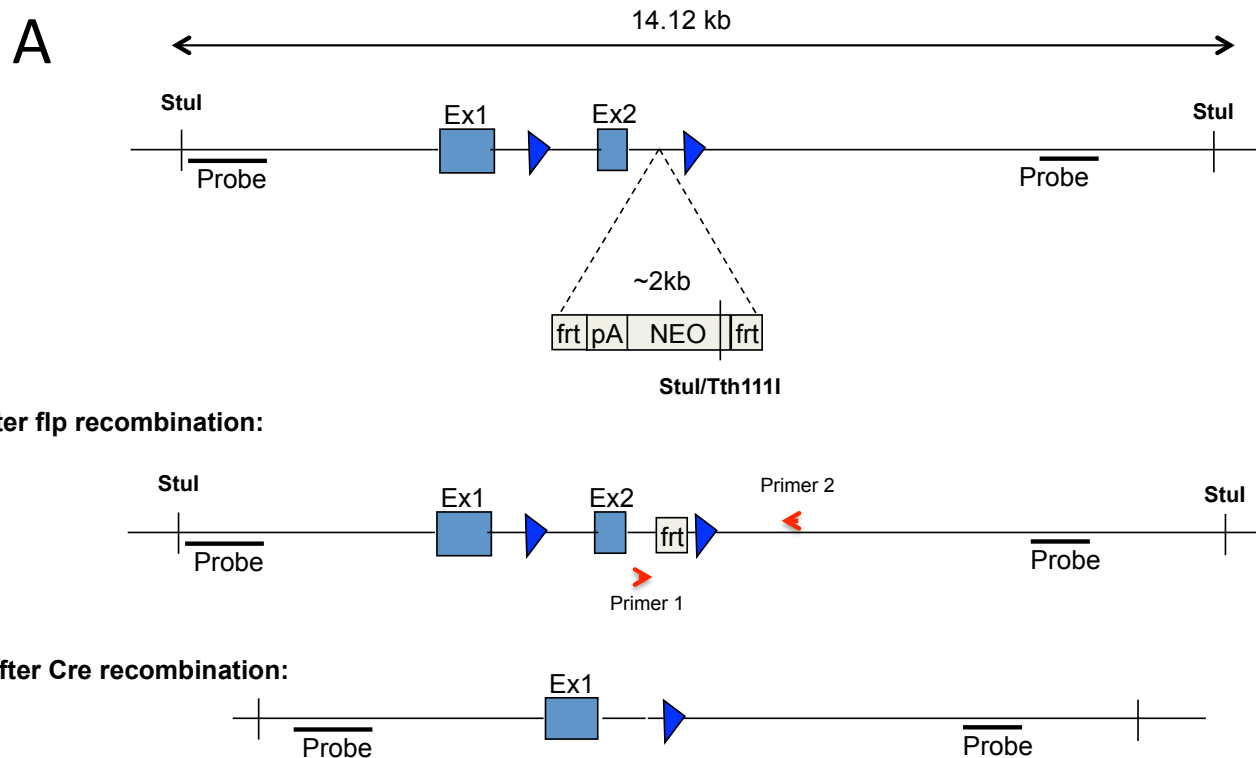 A
14.12 kb
StuI
Ex1
Ex2
StuI
Probe
Probe
~2kb
frt pA NEO frt
StuI/Tth111I
ter flp recombination:
StuI
Ex1
Ex2
frt
Primer 2
StuI
Probe
Primer 1
Probe
fter Cre recombination:
Ex1
Probe
Probe